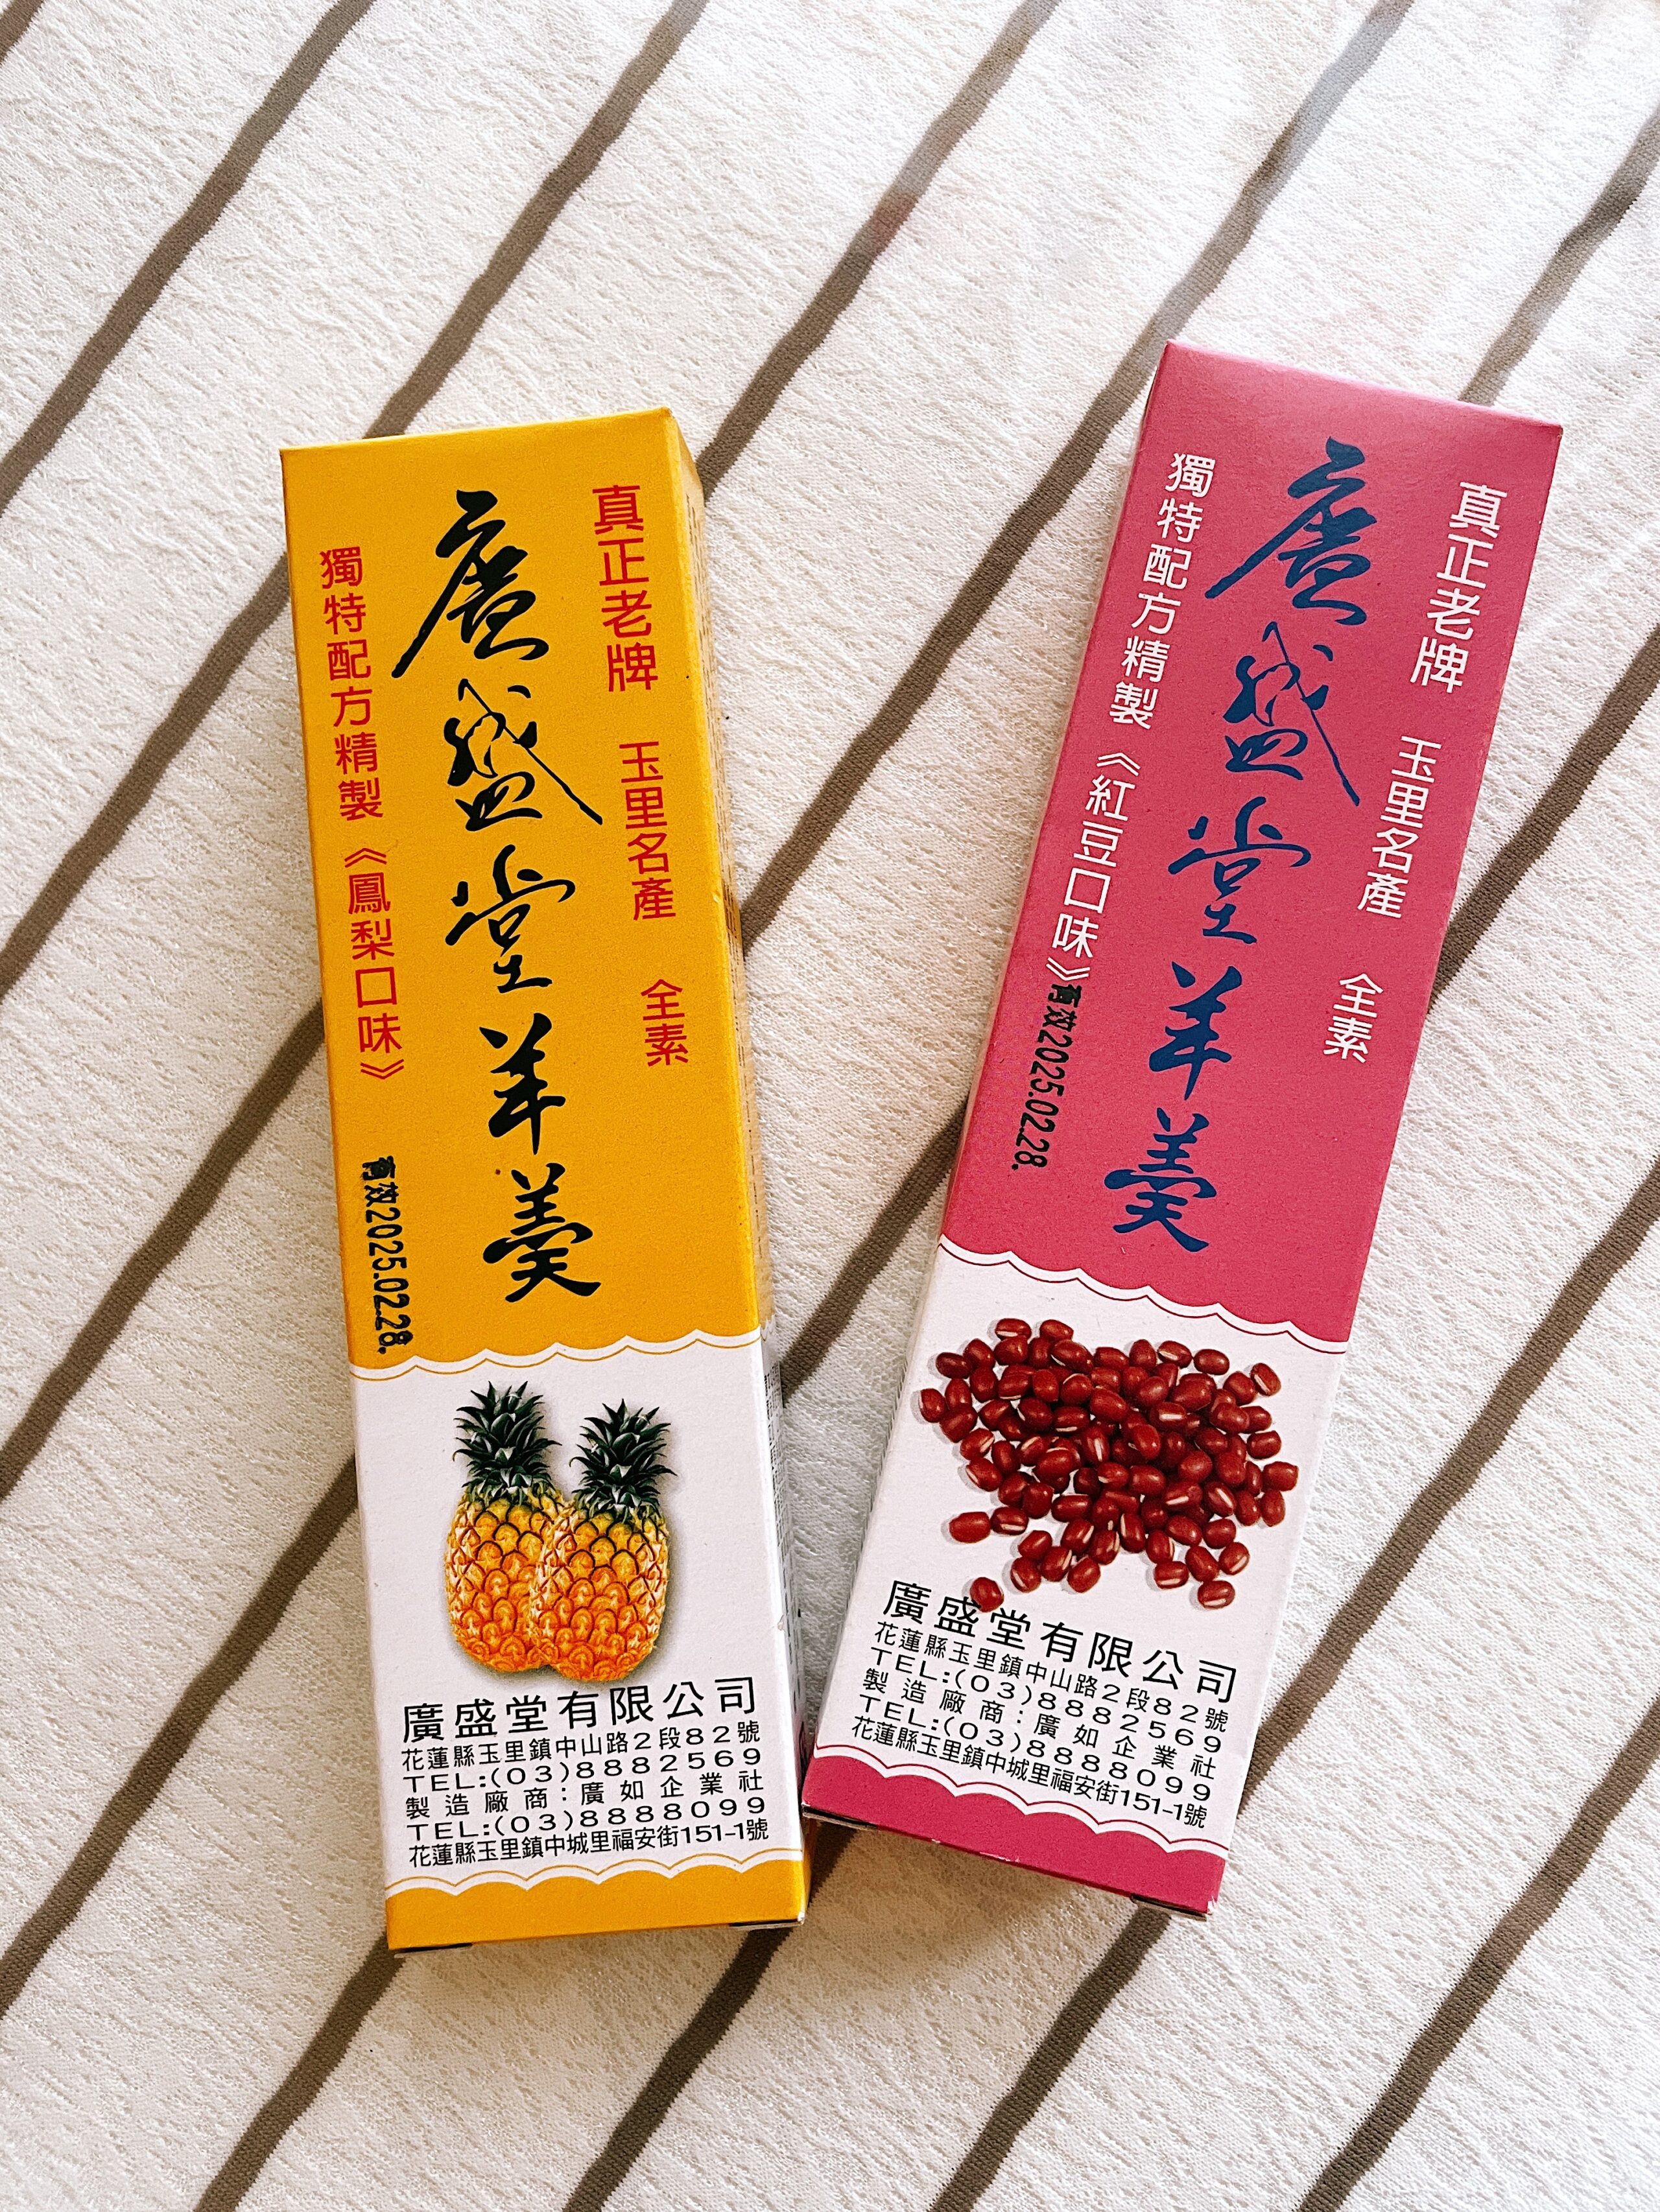 真正老牌 玉里名產 全素
廣盛堂羊羹
獨特配方精製《鳳梨口味》
有效2025.02.28.
廣盛堂有限公司
花蓮縣玉里鎮中山路2段82號
TEL:(03)8882569
製造廠商:廣如企業社
TEL:(03)8888099
花蓮縣玉里鎮中城里福安街151-1號
真正老牌 玉里名產 全素
廣盛堂羊羹
獨特配方精製《紅豆口味》
有效2025.02.28.
廣盛堂有限公司
花蓮縣玉里鎮中山路2段82號
TEL:(03)8882569
製造廠商:廣如企業社
TEL:(03)8888099
花蓮縣玉里鎮中城里福安街151-1號